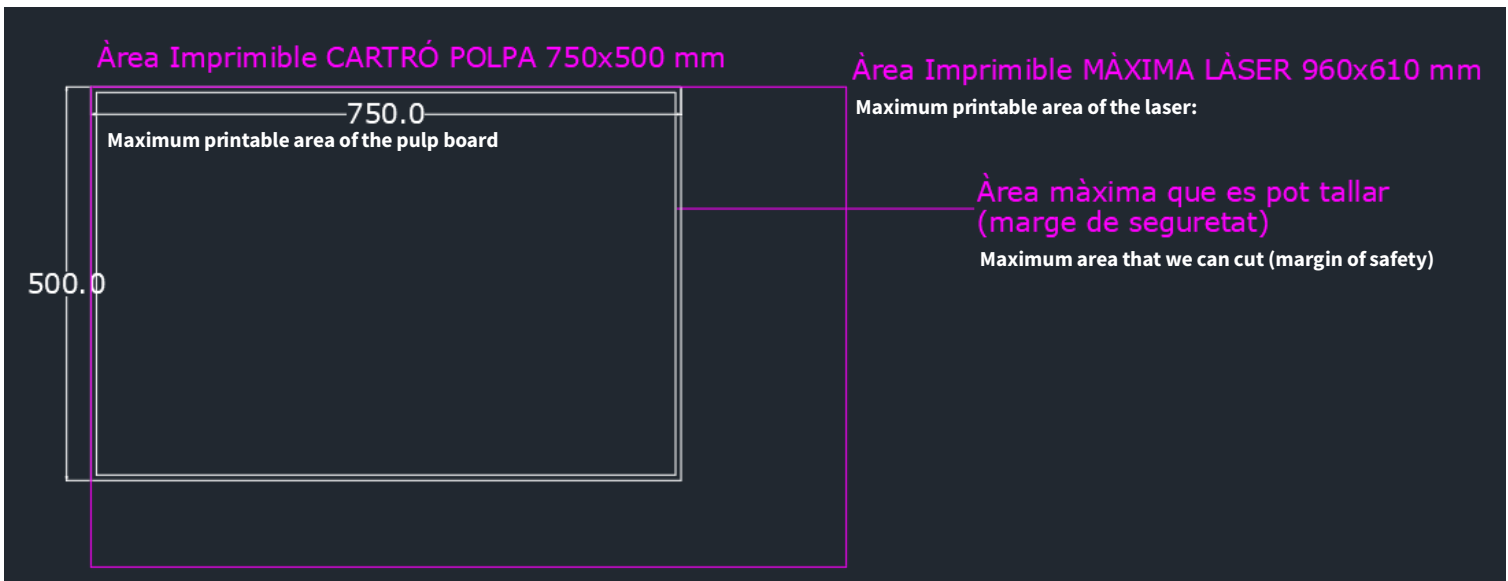 Àrea Imprimible CARTRÓ POLPA 750x500 mm
750.0
Maximum printable area of the pulp board
500.0
Àrea Imprimible MÀXIMA LÀSER 960x610 mm
Maximum printable area of the laser:
Àrea màxima que es pot tallar
(marge de seguretat)
Maximum area that we can cut (margin of safety)